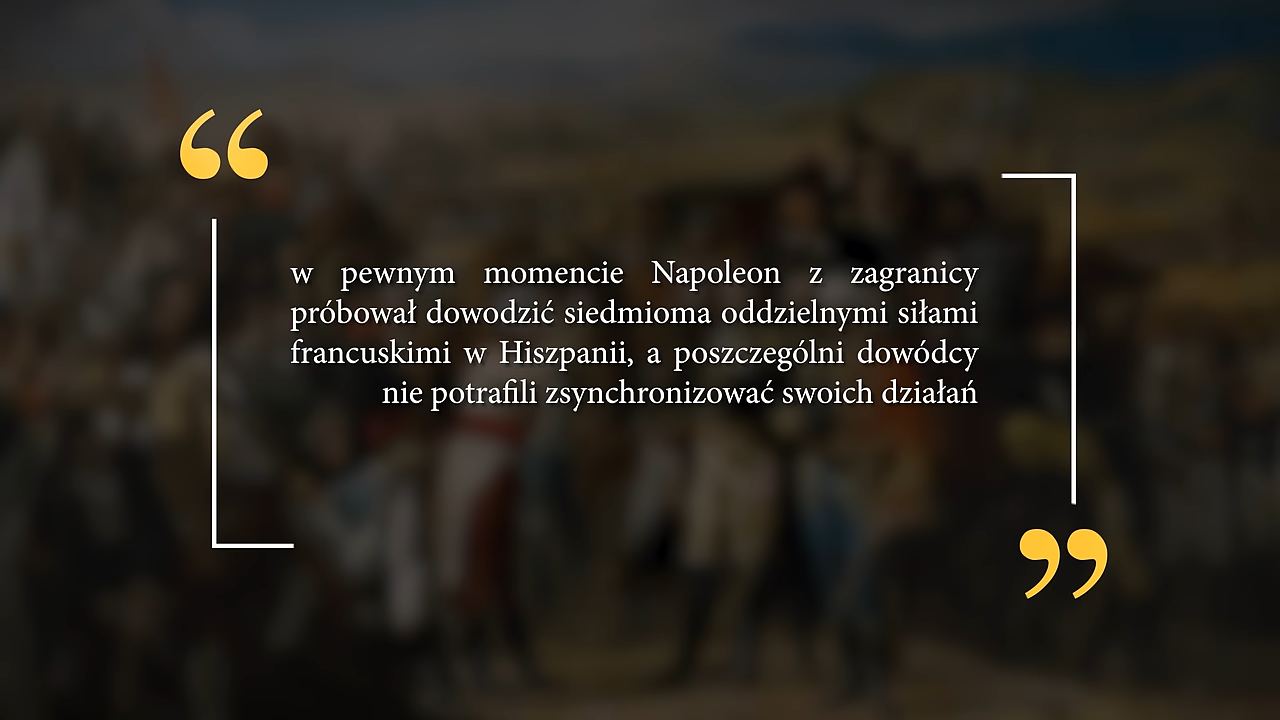 “
w pewnym momencie Napoleon z zagranicy
próbował dowodzić siedmioma oddzielnymi siłami
francuskimi w Hiszpanii, a poszczególni dowódcy
nie potrafili zsynchronizować swoich działań
”